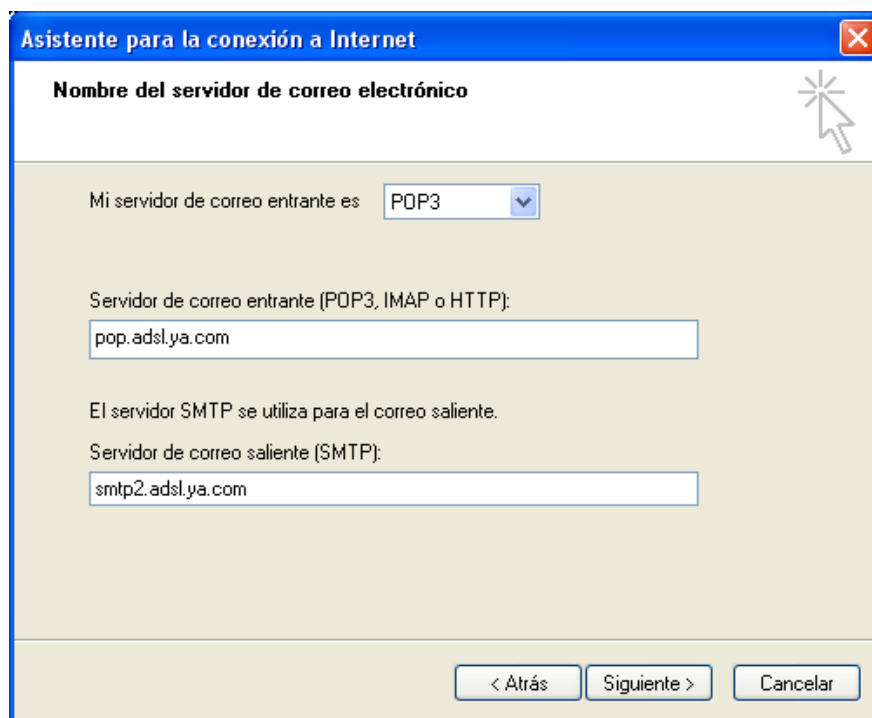 Asistente para la conexión a Internet
Nombre del servidor de correo electrónico
Mi servidor de correo entrante es POP3
Servidor de correo entrante (POP3, IMAP o HTTP):
pop.adsl.ya.com
El servidor SMTP se utiliza para el correo saliente.
Servidor de correo saliente (SMTP):
smtp2.adsl.ya.com
< Atrás Siguiente > Cancelar